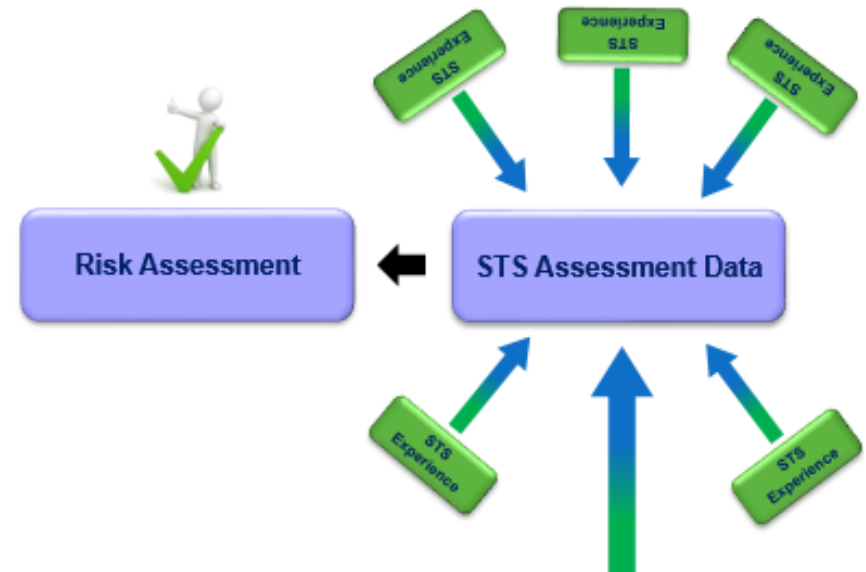 STS
Experience
STS
Experience
STS
Experience
Risk Assessment
STS Assessment Data
STS
Experience
STS
Experience